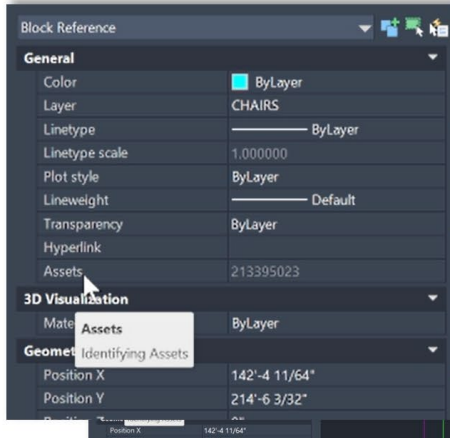 Block Reference
General
Color ByLayer
Layer CHAIRS
Linetype ByLayer
Linetype scale 1.000000
Plot style ByLayer
Lineweight Default
Transparency ByLayer
Hyperlink
Assets 213395023
3D Visualization
Mate ByLayer
Assets
Identifying Assets
Geomet
Position X 142'-4 11/64"
Position Y 214'-6 3/32"
Position X 142'-4 11/64"